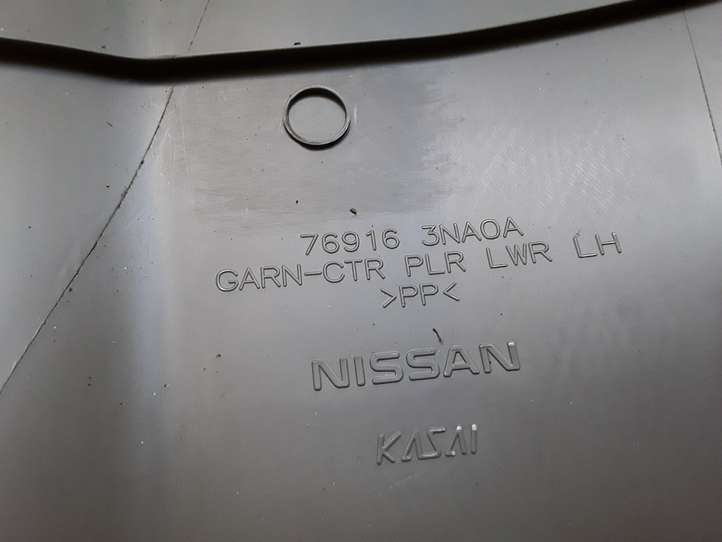 76916 3NA0A
GARN-CTR PLR LWR LH
>PP<
NISSAN
KASAI